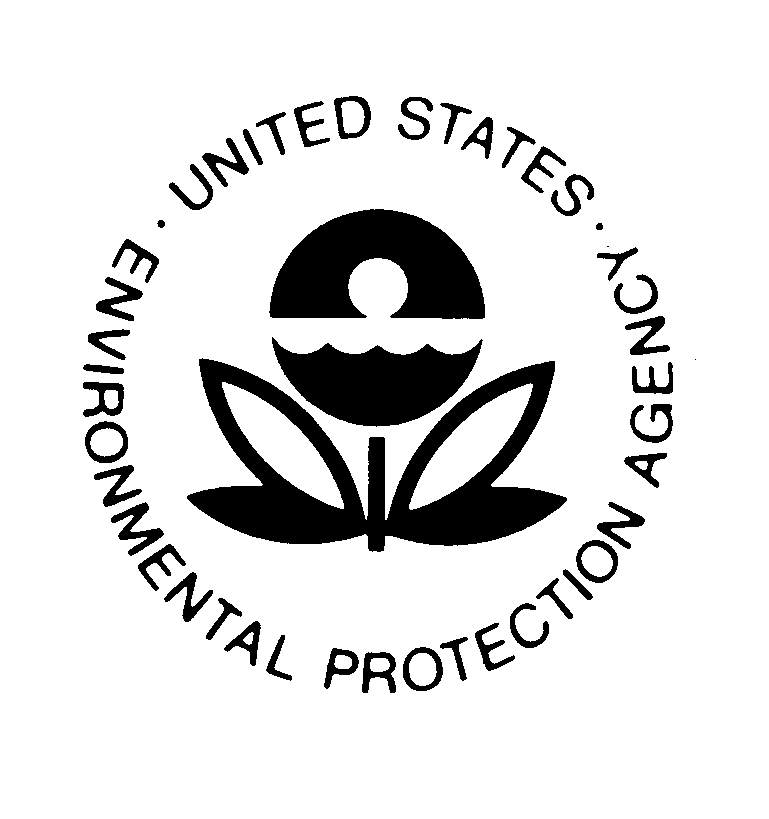 · UNITED STATES ·
ENVIRONMENTAL PROTECTION AGENCY